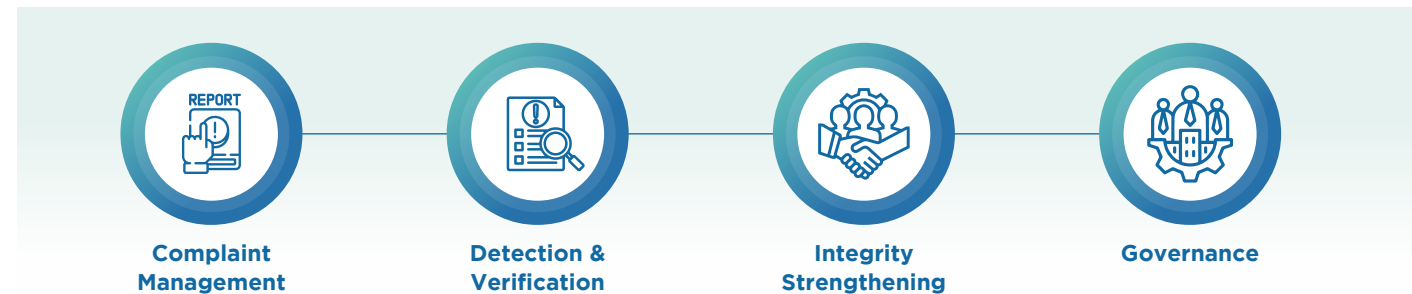 REPORT
Complaint
Management
Detection &
Verification
Integrity
Strengthening
Governance